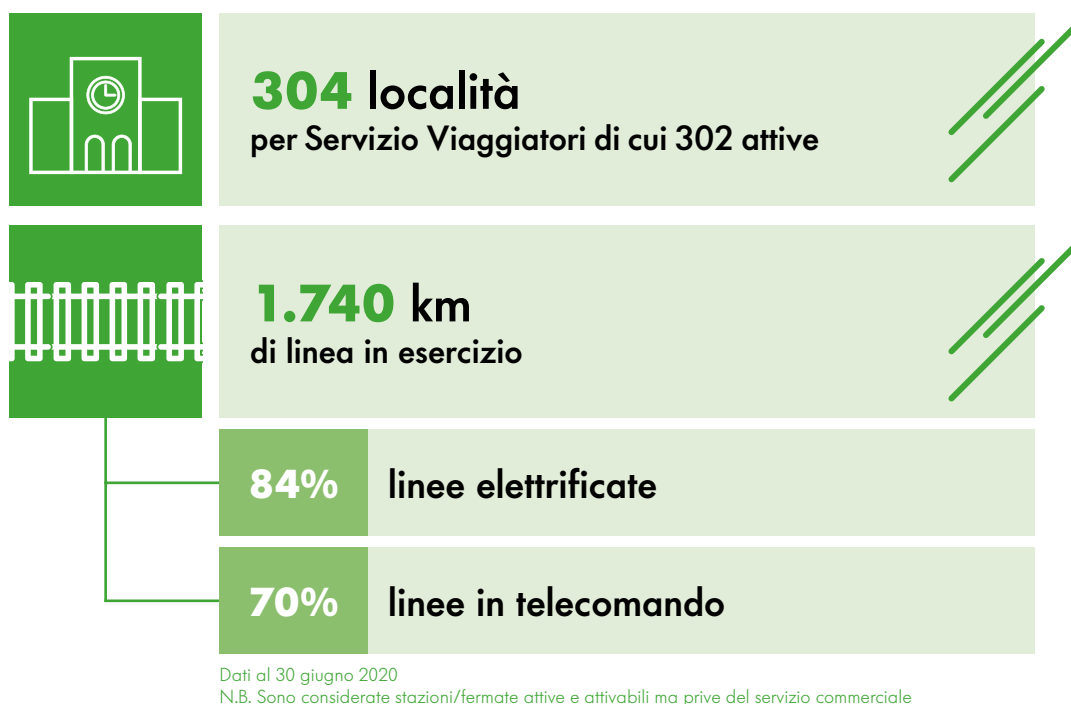 304 località
per Servizio Viaggiatori di cui 302 attive
1.740 km
di linea in esercizio
84% linee elettrificate
70% linee in telecomando
Dati al 30 giugno 2020
N.B. Sono considerate stazioni/fermate attive e attivabili ma prive del servizio commerciale